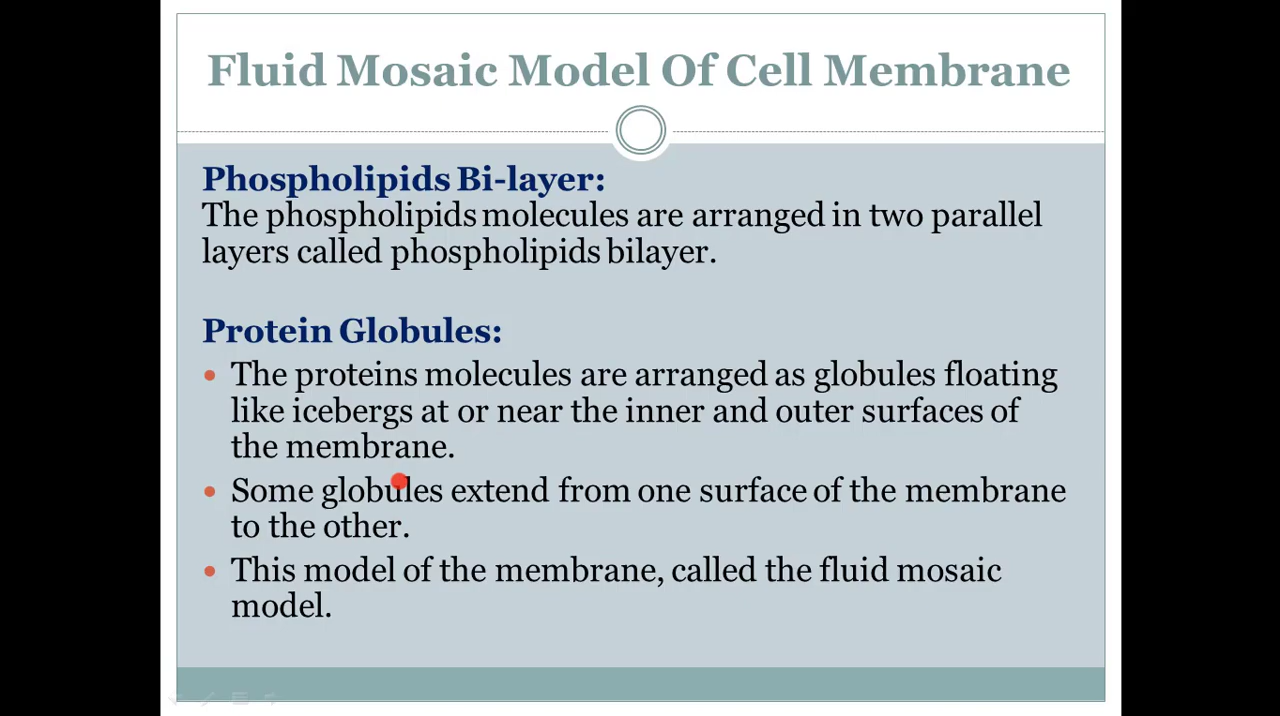 Fluid Mosaic Model Of Cell Membrane
Phospholipids Bi-layer:
The phospholipids molecules are arranged in two parallel
layers called phospholipids bilayer.
Protein Globules:
The proteins molecules are arranged as globules floating
like icebergs at or near the inner and outer surfaces of
the membrane.
Some globules extend from one surface of the membrane
to the other.
This model of the membrane, called the fluid mosaic
model.